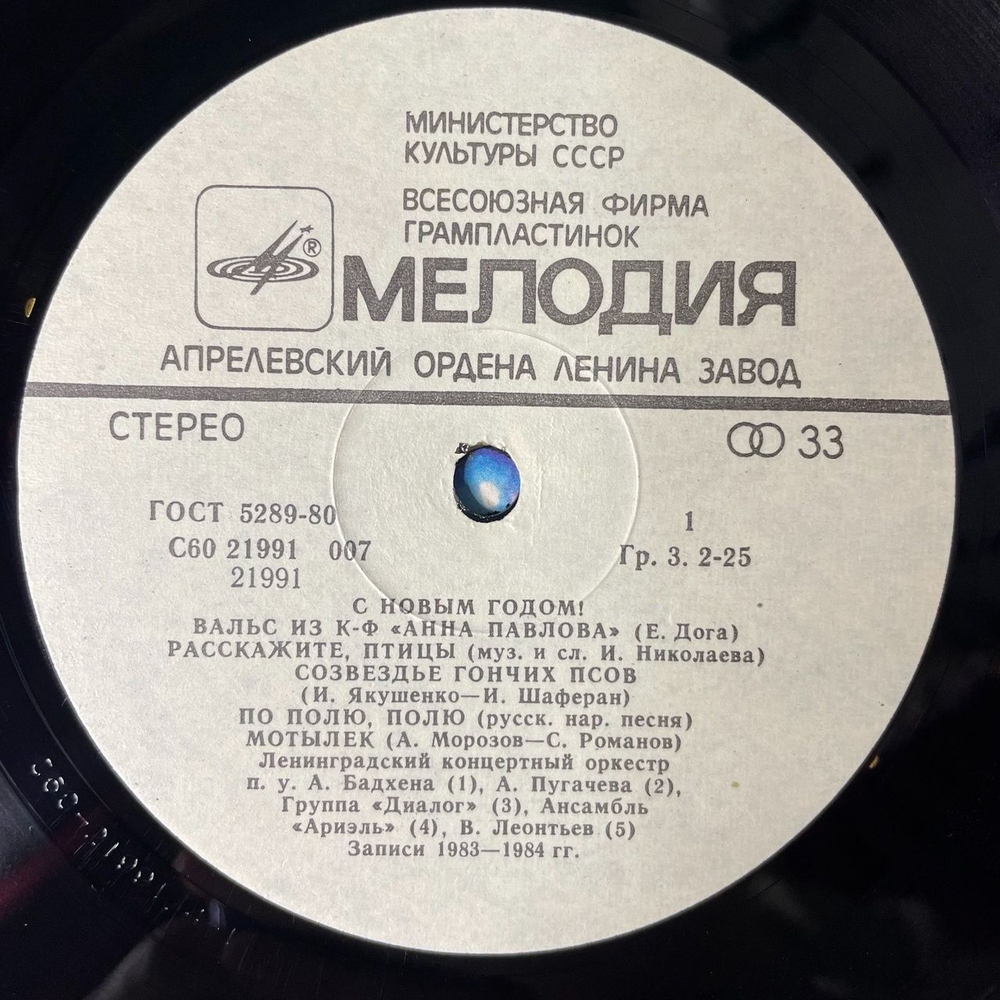 МИНИСТЕРСТВО
КУЛЬТУРЫ СССР
ВСЕСОЮЗНАЯ ФИРМА
ГРАМПЛАСТИНОК
®
МЕЛОДИЯ
АПРЕЛЕВСКИЙ ОРДЕНА ЛЕНИНА ЗАВОД
СТЕРЕО
33
ГОСТ 5289-80
1
С60 21991 007
Гр. 3. 2-25
21991
С НОВЫМ ГОДОМ!
ВАЛЬС ИЗ К-Ф «АННА ПАВЛОВА» (Е. Дога)
РАССКАЖИТЕ, ПТИЦЫ (муз. и сл. И. Николаева)
СОЗВЕЗДЬЕ ГОНЧИХ ПСОВ
(И. Якушенко—И. Шаферан)
ПО ПОЛЮ, ПОЛЮ (русск. нар. песня)
МОТЫЛЕК (А. Морозов—С. Романов)
Ленинградский концертный оркестр
п. у. А. Бадхена (1), А. Пугачева (2),
Группа «Диалог» (3), Ансамбль
«Ариэль» (4), В. Леонтьев (5)
Записи 1983—1984 гг.